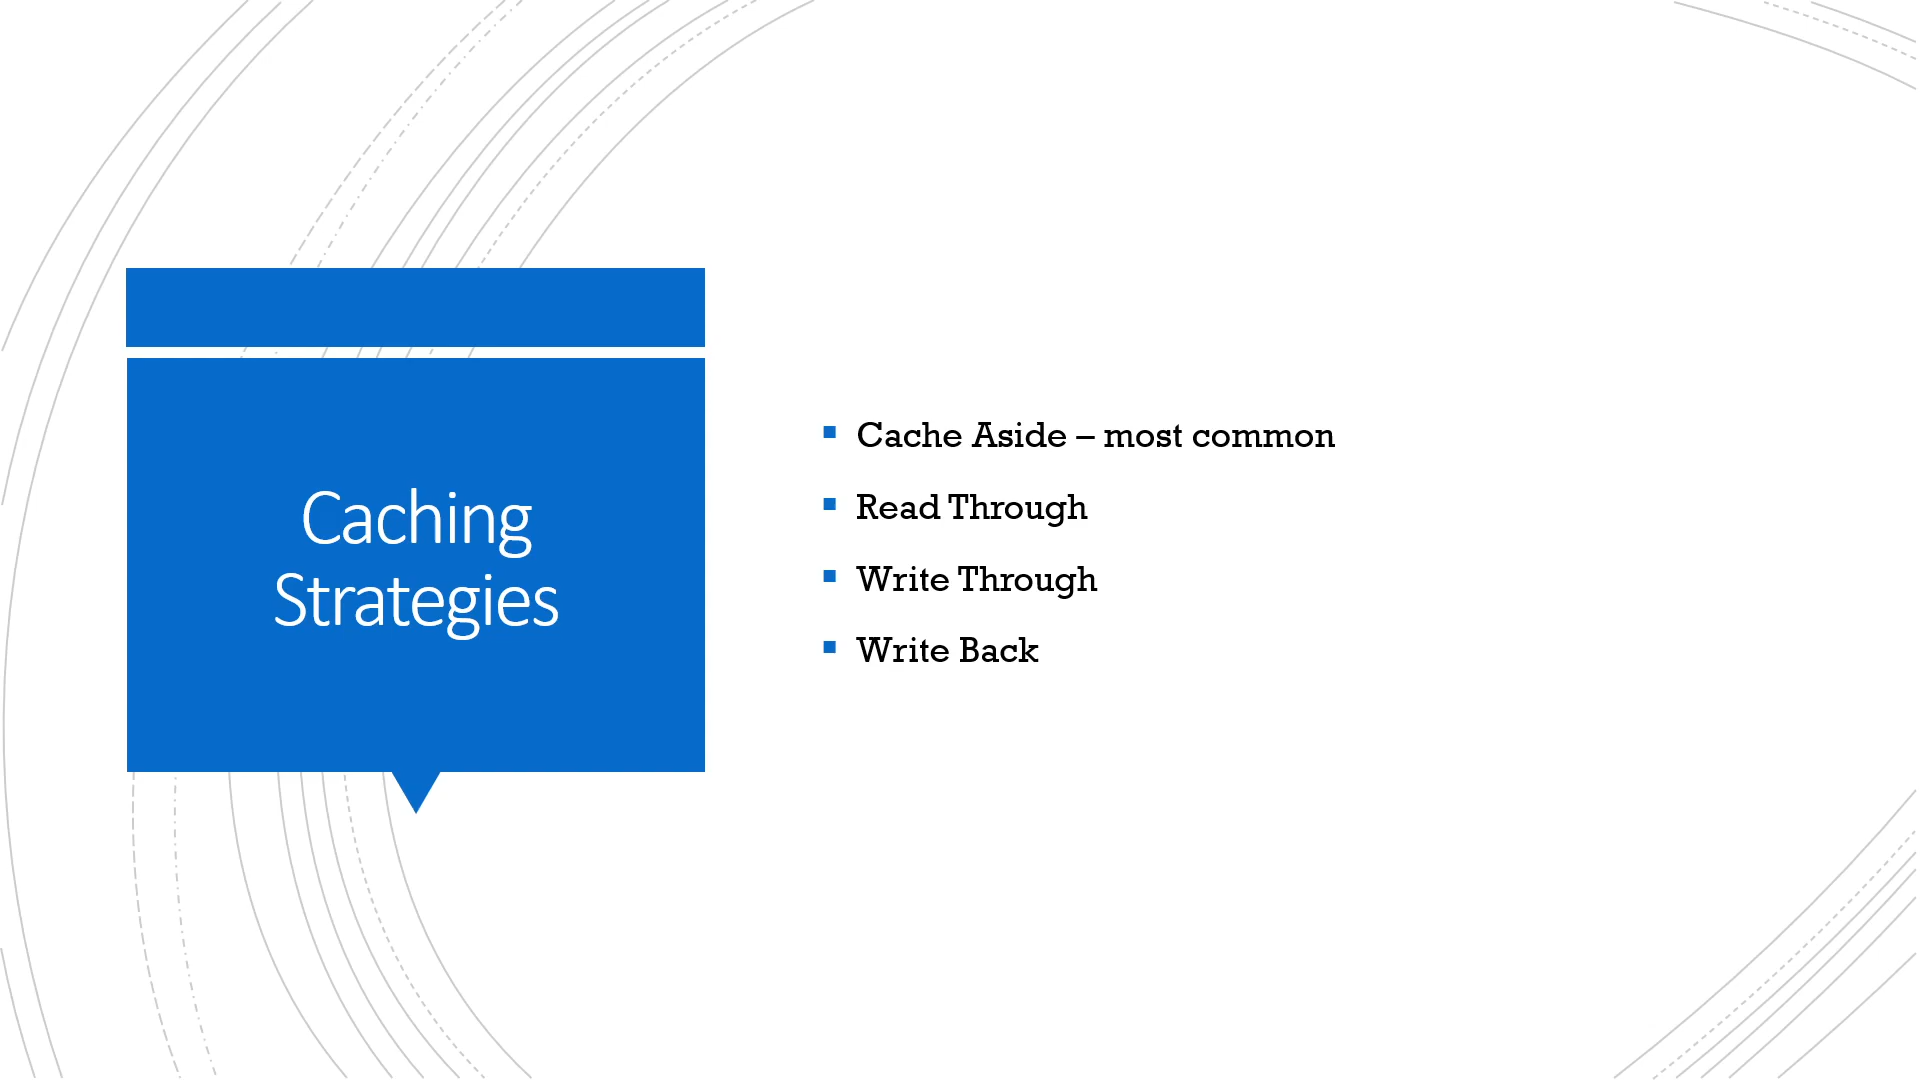 Caching
Strategies
Cache Aside – most common
Read Through
Write Through
Write Back